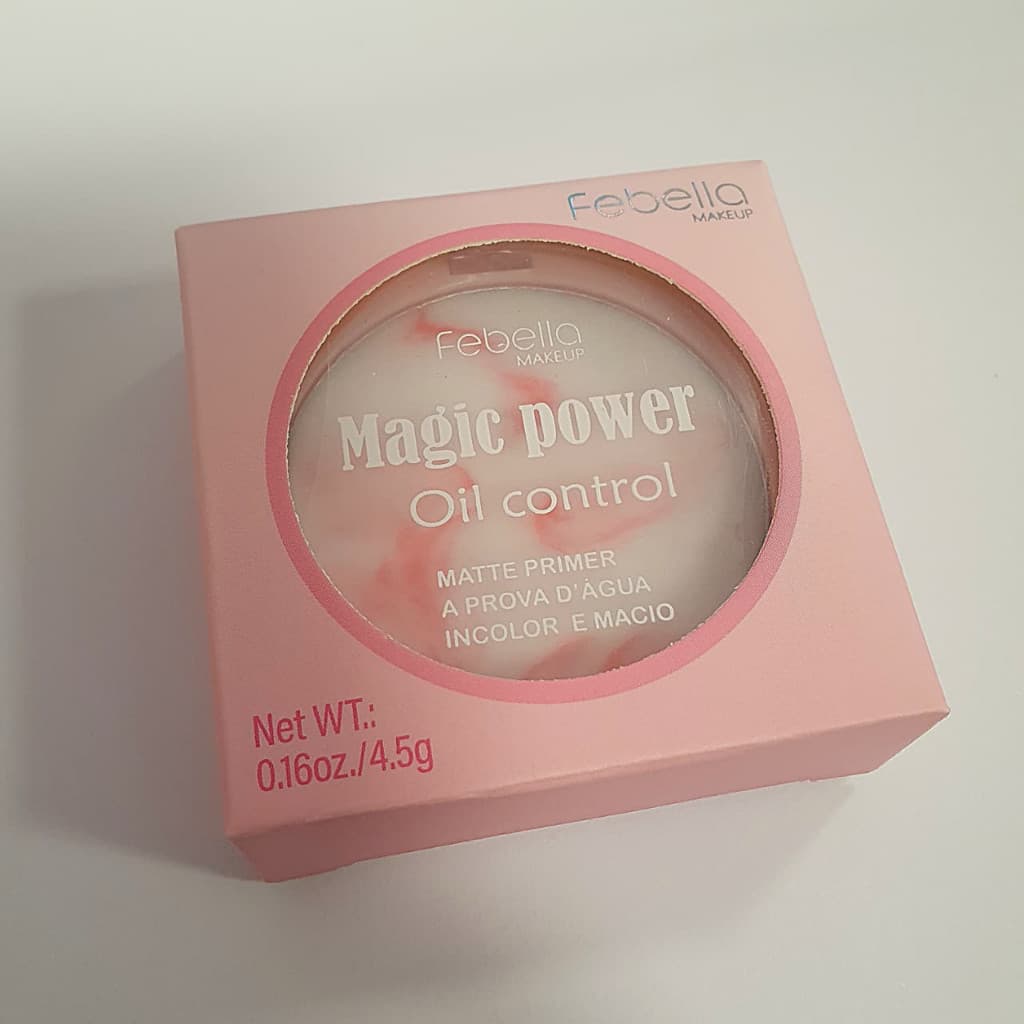 Febella
MAKEUP
Febella
MAKEUP
Magic power
Oil control
MATTE PRIMER
A PROVA D'ÁGUA
INCOLOR E MACIO
Net WT.:
0.16oz./4.5g